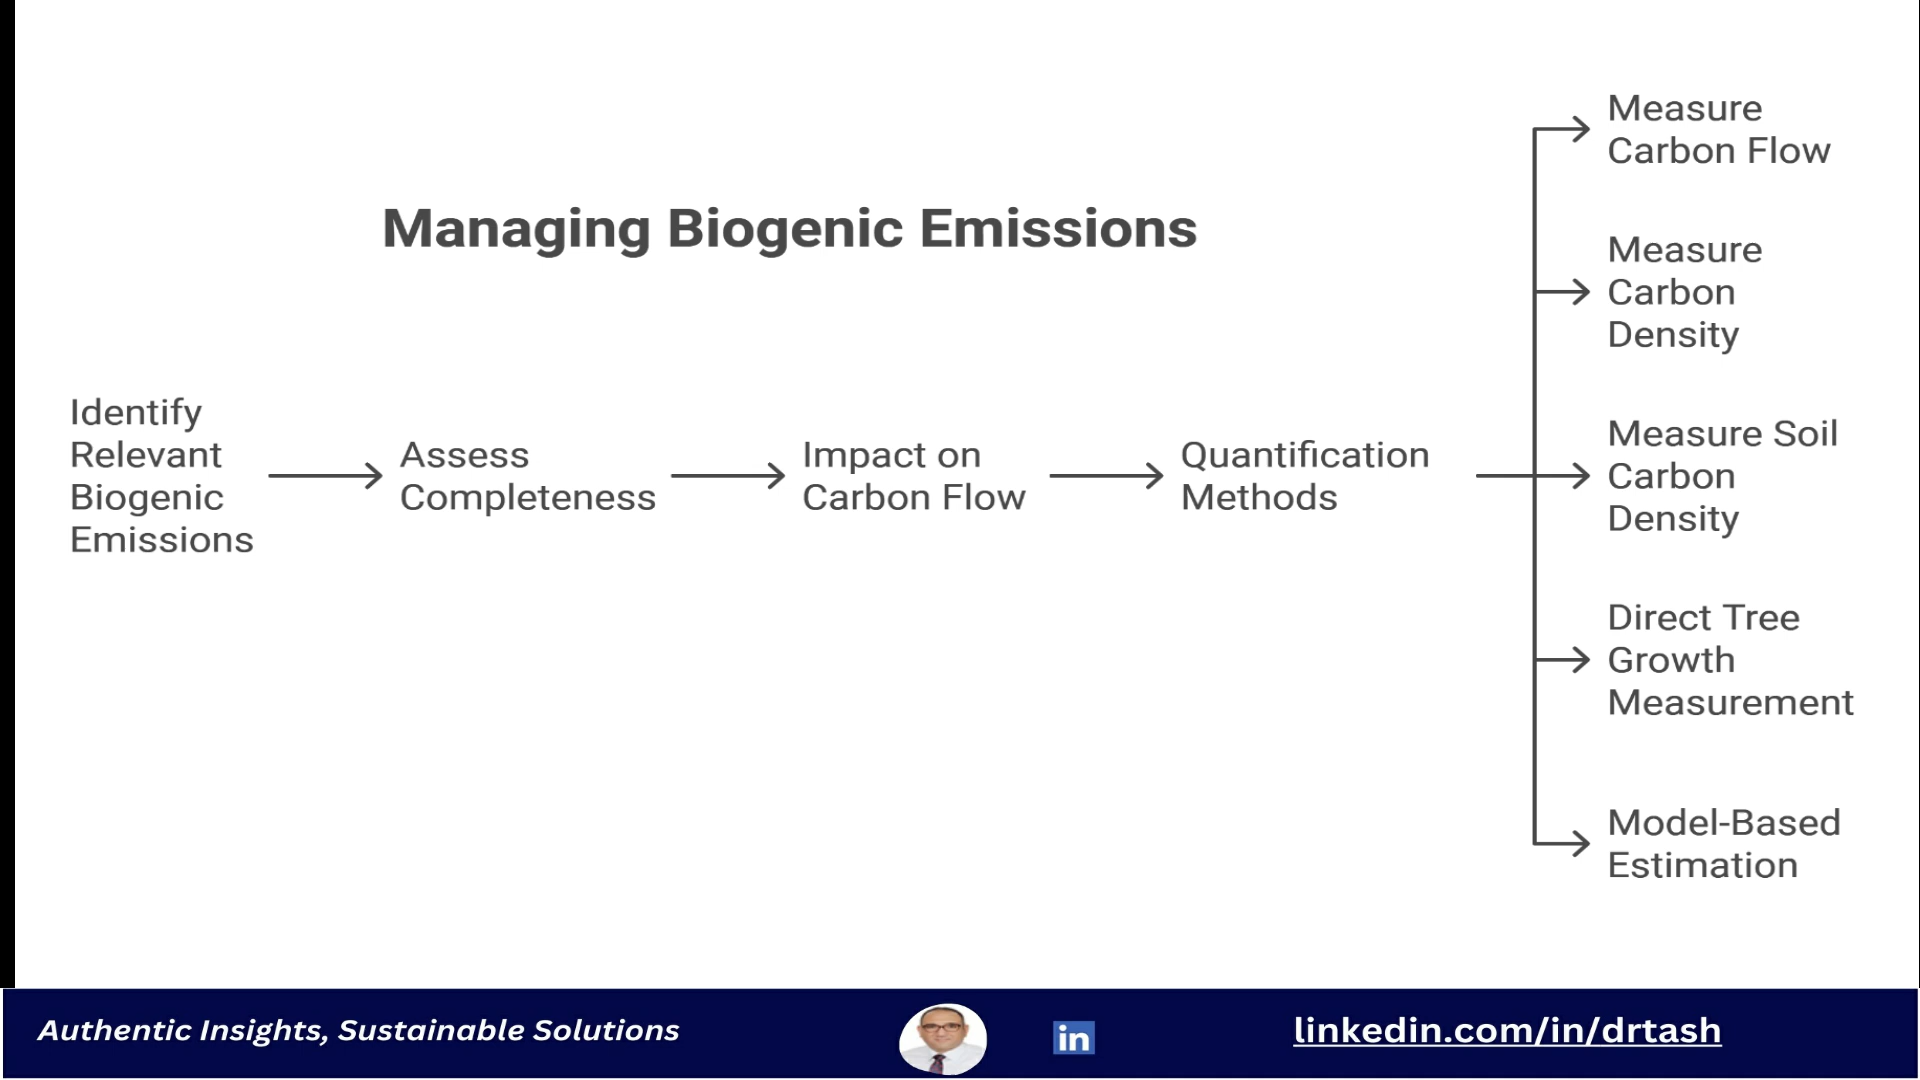 Managing Biogenic Emissions
Identify
Relevant
Biogenic
Emissions
Assess
Completeness
Impact on
Carbon Flow
Quantification
Methods
Measure
Carbon Flow
Measure
Carbon
Density
Measure Soil
Carbon
Density
Direct Tree
Growth
Measurement
Model-Based
Estimation
Authentic Insights, Sustainable Solutions
in
linkedin.com/in/drtash